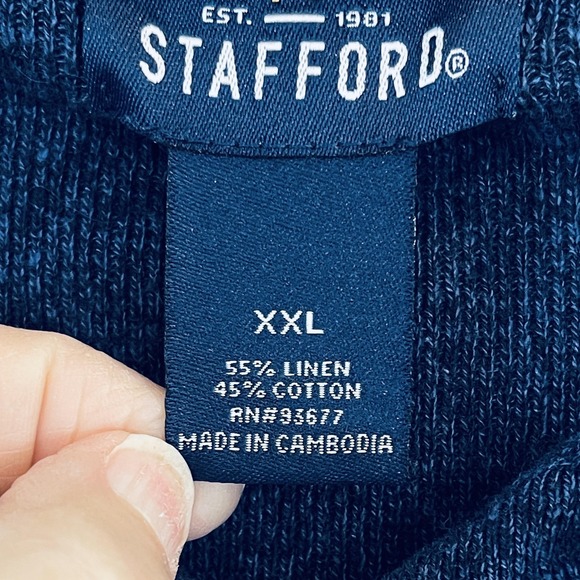 EST. — 1981
STAFFORD®
XXL
55% LINEN
45% COTTON
RN#93677
MADE IN CAMBODIA